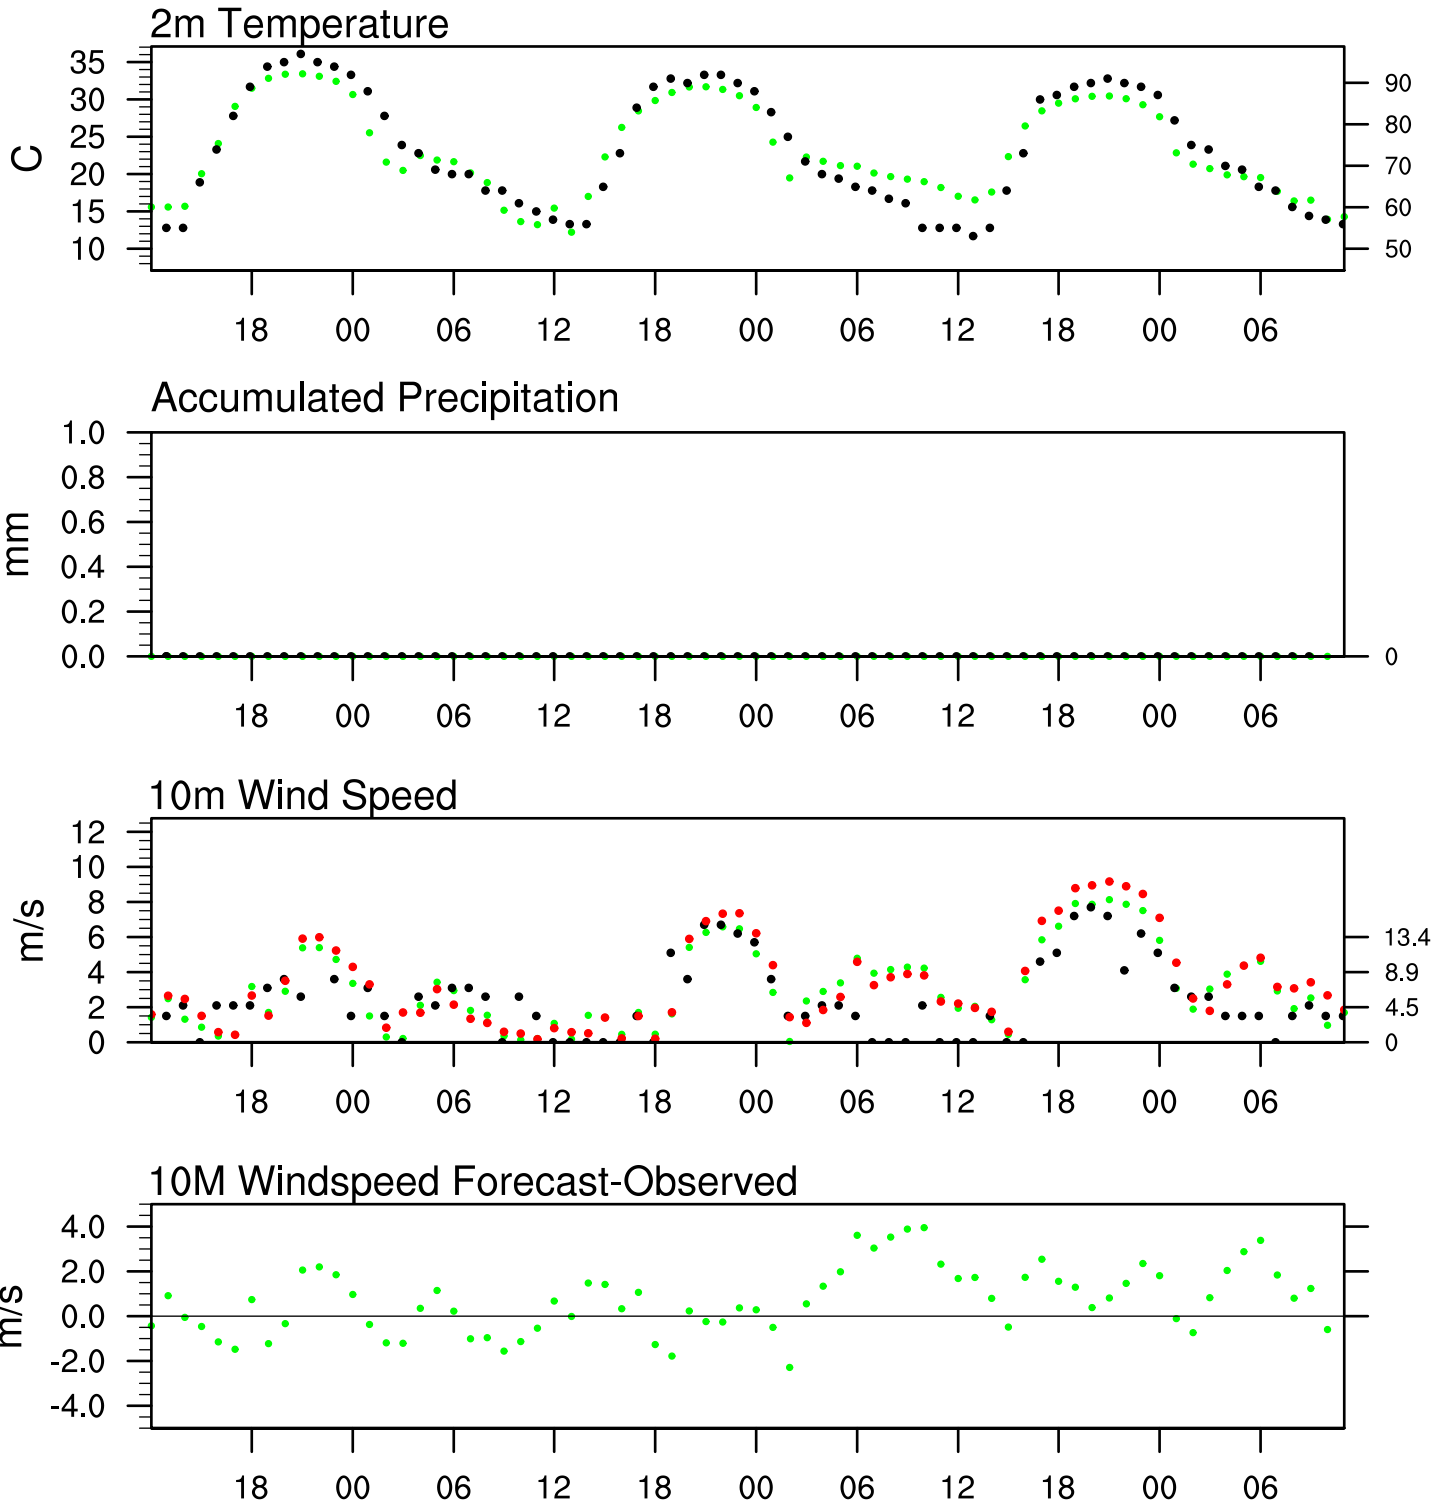 2m Temperature
35
30
25
20
15
10
C
90
80
70
60
50
18 00 06 12 18 00 06 12 18 00 06
Accumulated Precipitation
1.0
0.8
0.6
0.4
0.2
0.0
mm
0
18 00 06 12 18 00 06 12 18 00 06
10m Wind Speed
12
10
8
6
4
2
0
m/s
13.4
8.9
4.5
0
18 00 06 12 18 00 06 12 18 00 06
10M Windspeed Forecast-Observed
4.0
2.0
0.0
-2.0
-4.0
m/s
18 00 06 12 18 00 06 12 18 00 06